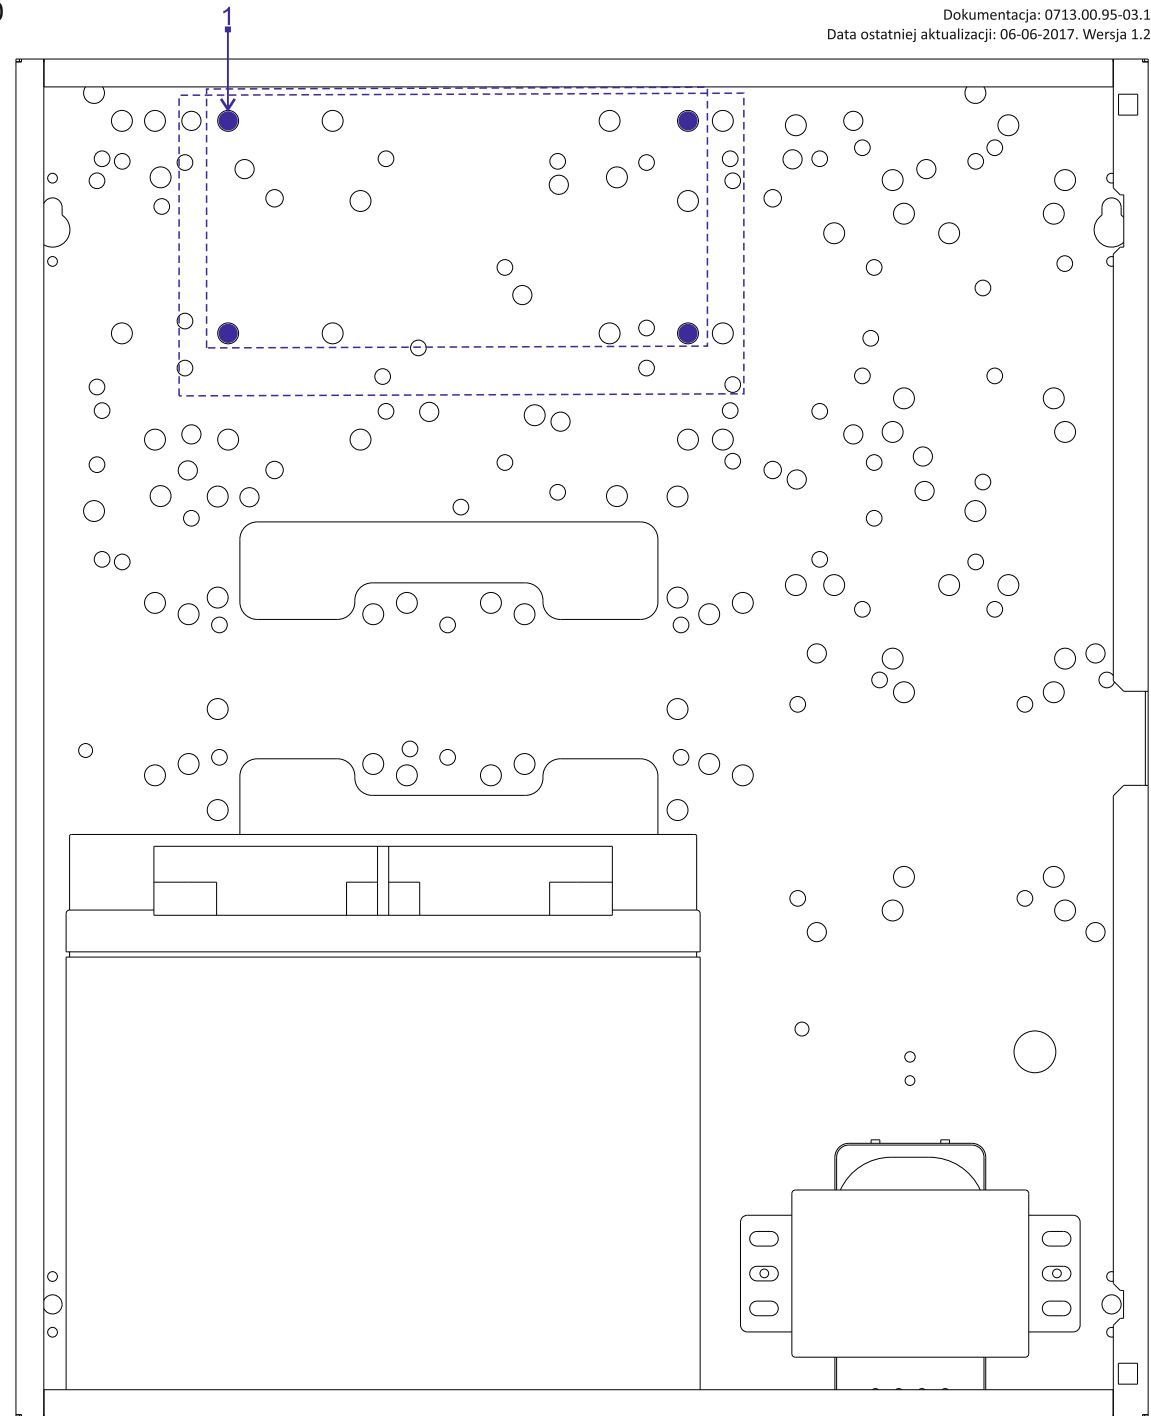 1
Dokumentacja: 0713.00.95-03.1
Data ostatniej aktualizacji: 06-06-2017. Wersja 1.2